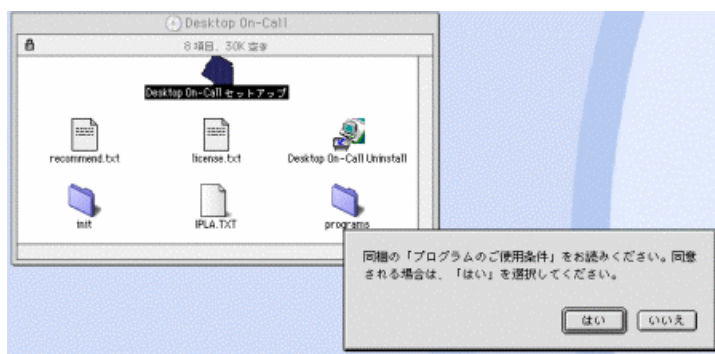 Desktop On-Call
8 項目、30K 空き
Desktop On-Call セットアップ
recommend.txt
license.txt
Desktop On-Call Uninstall
init
IPLA.TXT
programs
同梱の「プログラムのご使用条件」をお読みください。同意
される場合は、「はい」を選択してください。
はい
いいえ